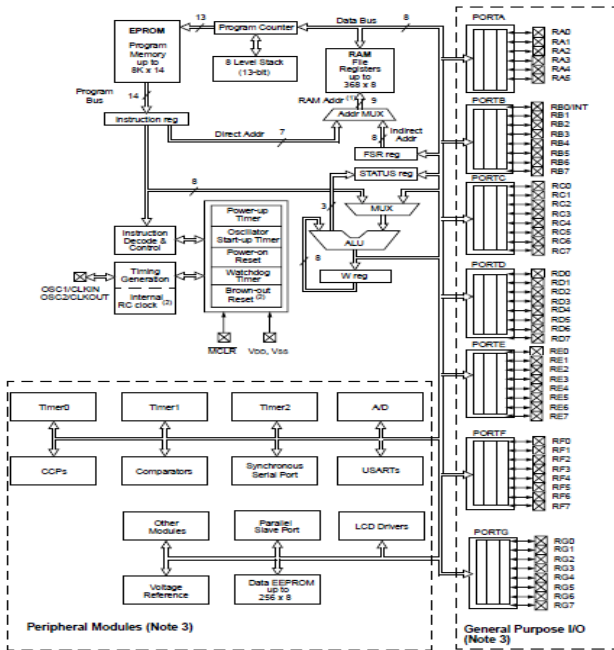 13
Program Counter
Data Bus
8
EPROM
Program
Memory
up to
8K x 14
8 Level Stack
(13-bit)
RAM
File
Registers
up to
368 x 8
Program
Bus
14
RAM Addr (1)
9
Instruction reg
Addr MUX
Direct Addr
7
8
Indirect
Addr
FSR reg
STATUS reg
8
3
MUX
Power-up
Timer
Oscillator
Start-up Timer
Power-on
Reset
Watchdog
Timer
Brown-out
Reset (2)
Instruction
Decode &
Control
ALU
8
W reg
Timing
Generation
Internal
RC clock (2)
OSC1/CLKIN
OSC2/CLKOUT
MCLR
VDD, VSS
PORTA
RA0
RA1
RA2
RA3
RA4
RA5
PORTB
RB0/INT
RB1
RB2
RB3
RB4
RB5
RB6
RB7
PORTC
RC0
RC1
RC2
RC3
RC4
RC5
RC6
RC7
PORTD
RD0
RD1
RD2
RD3
RD4
RD5
RD6
RD7
PORTE
RE0
RE1
RE2
RE3
RE4
RE5
RE6
RE7
PORTF
RF0
RF1
RF2
RF3
RF4
RF5
RF6
RF7
PORTG
RG0
RG1
RG2
RG3
RG4
RG5
RG6
RG7
General Purpose I/O
(Note 3)
Timer0
Timer1
Timer2
A/D
CCPs
Comparators
Synchronous
Serial Port
USARTs
Other
Modules
Parallel
Slave Port
LCD Drivers
Voltage
Reference
Data EEPROM
up to
256 x 8
Peripheral Modules (Note 3)